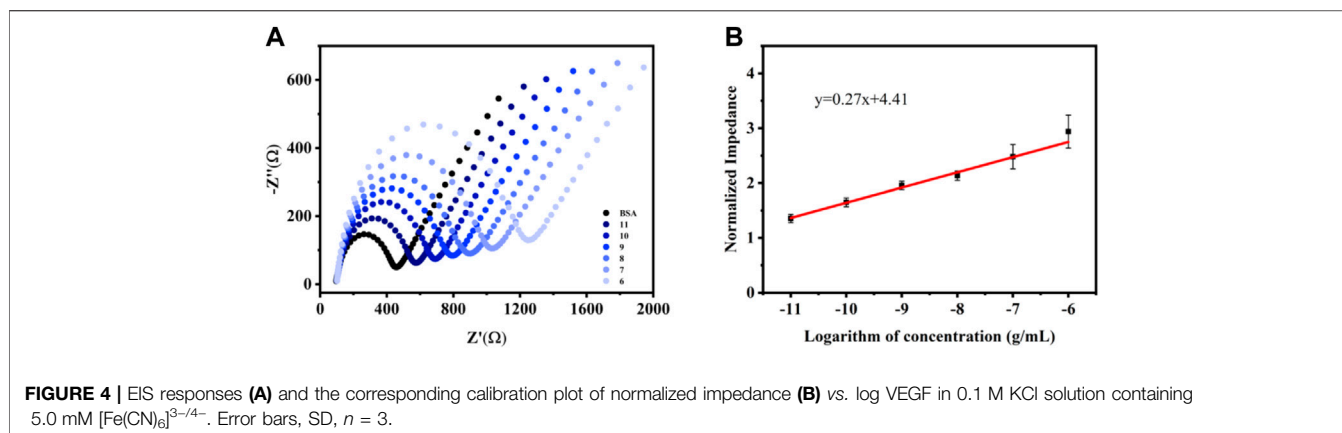 A
600
400
200
0
-Z''(Ω)
0 400 800 1200 1600 2000
Z'(Ω)
BSA
11
10
9
8
7
6
B
4
3
2
1
0
Normalized Impedance
y=0.27x+4.41
-11 -10 -9 -8 -7 -6
Logarithm of concentration (g/mL)
FIGURE 4 | EIS responses (A) and the corresponding calibration plot of normalized impedance (B) vs. log VEGF in 0.1 M KCl solution containing
5.0 mM [Fe(CN)₆]³⁻/⁴⁻. Error bars, SD, n = 3.